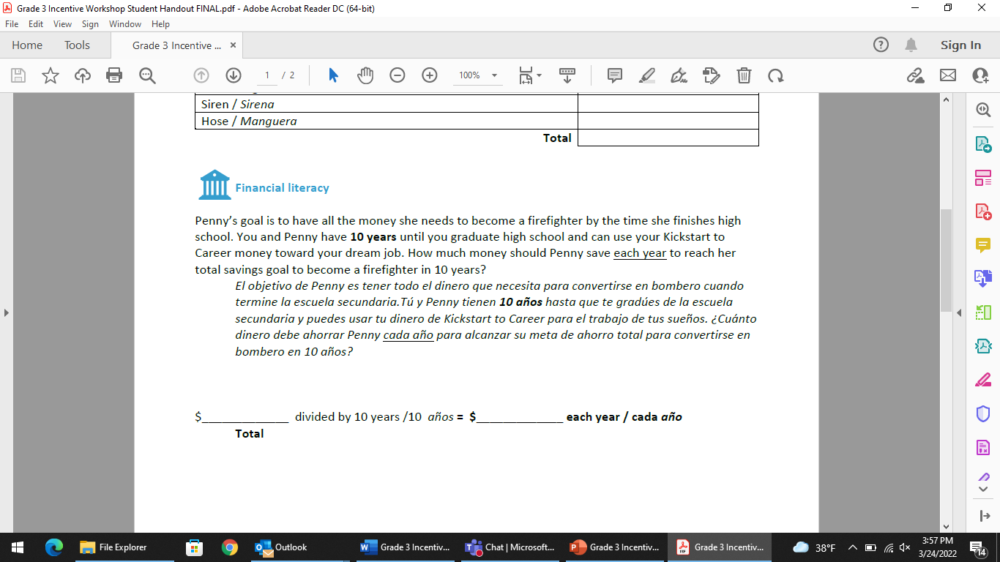 Grade 3 Incentive Workshop Student Handout FINAL.pdf - Adobe Acrobat Reader DC (64-bit)
File Edit View Sign Window Help
Home Tools Grade 3 Incentive ... × Sign In
1 / 2 100%
Siren / Sirena
Hose / Manguera
Total
Financial literacy
Penny’s goal is to have all the money she needs to become a firefighter by the time she finishes high
school. You and Penny have 10 years until you graduate high school and can use your Kickstart to
Career money toward your dream job. How much money should Penny save each year to reach her
total savings goal to become a firefighter in 10 years?
El objetivo de Penny es tener todo el dinero que necesita para convertirse en bombero cuando
termine la escuela secundaria.Tú y Penny tienen 10 años hasta que te gradúes de la escuela
secundaria y puedes usar tu dinero de Kickstart to Career para el trabajo de tus sueños. ¿Cuánto
dinero debe ahorrar Penny cada año para alcanzar su meta de ahorro total para convertirse en
bombero en 10 años?
$______________ divided by 10 years /10 años = $______________ each year / cada año
Total
File Explorer Outlook Grade 3 Incentiv... Chat | Microsoft... Grade 3 Incentiv... Grade 3 Incentiv... 38°F 3:57 PM
3/24/2022 14